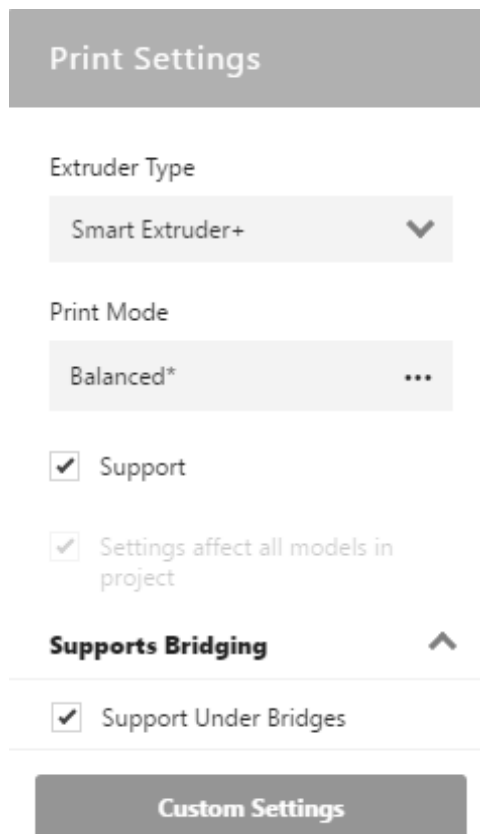 Print Settings
Extruder Type
Smart Extruder+
Print Mode
Balanced*
Support
Settings affect all models in
project
Supports Bridging
Support Under Bridges
Custom Settings